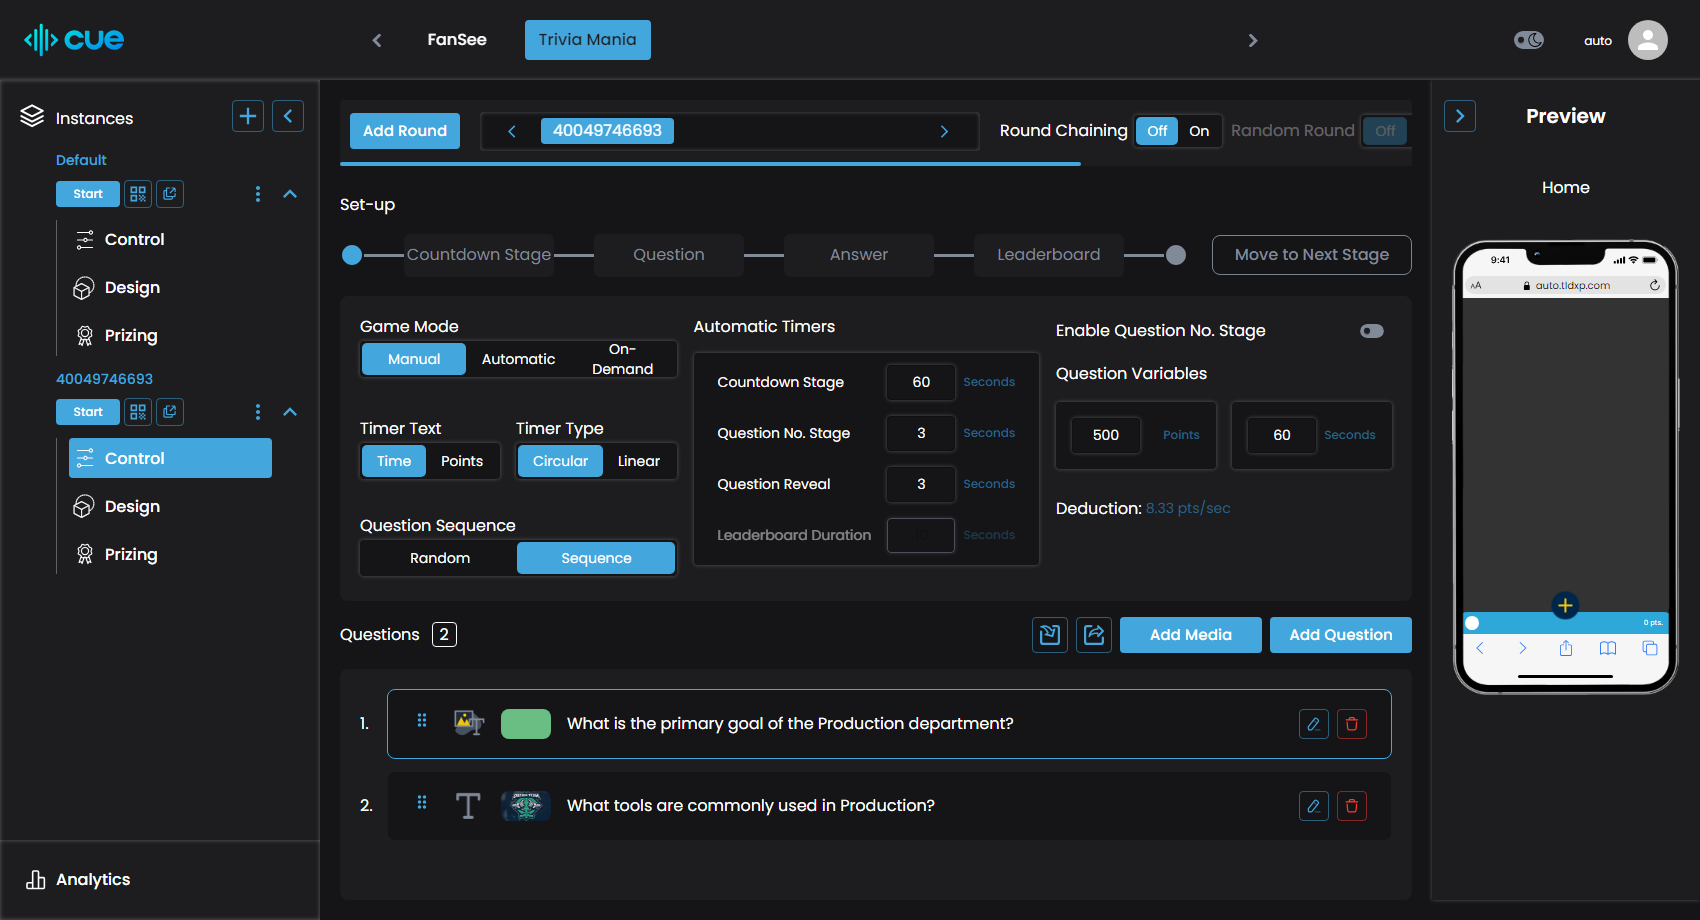 cue
FanSee
Trivia Mania
auto
Instances
Default
Start
Control
Design
Prizing
40049746693
Start
Control
Design
Prizing
Analytics
Add Round
40049746693
Round Chaining
Off
On
Random Round
Off
Set-up
Countdown Stage
Question
Answer
Leaderboard
Move to Next Stage
Game Mode
Manual
Automatic
On-
Demand
Timer Text
Time
Points
Timer Type
Circular
Linear
Question Sequence
Random
Sequence
Automatic Timers
Countdown Stage
60
Seconds
Question No. Stage
3
Seconds
Question Reveal
3
Seconds
Leaderboard Duration
Seconds
Enable Question No. Stage
Question Variables
500
Points
60
Seconds
Deduction: 8.33 pts/sec
Questions
2
Add Media
Add Question
1.
What is the primary goal of the Production department?
2.
What tools are commonly used in Production?
Preview
Home
9:41
AA
auto.tldxp.com
0 pts.